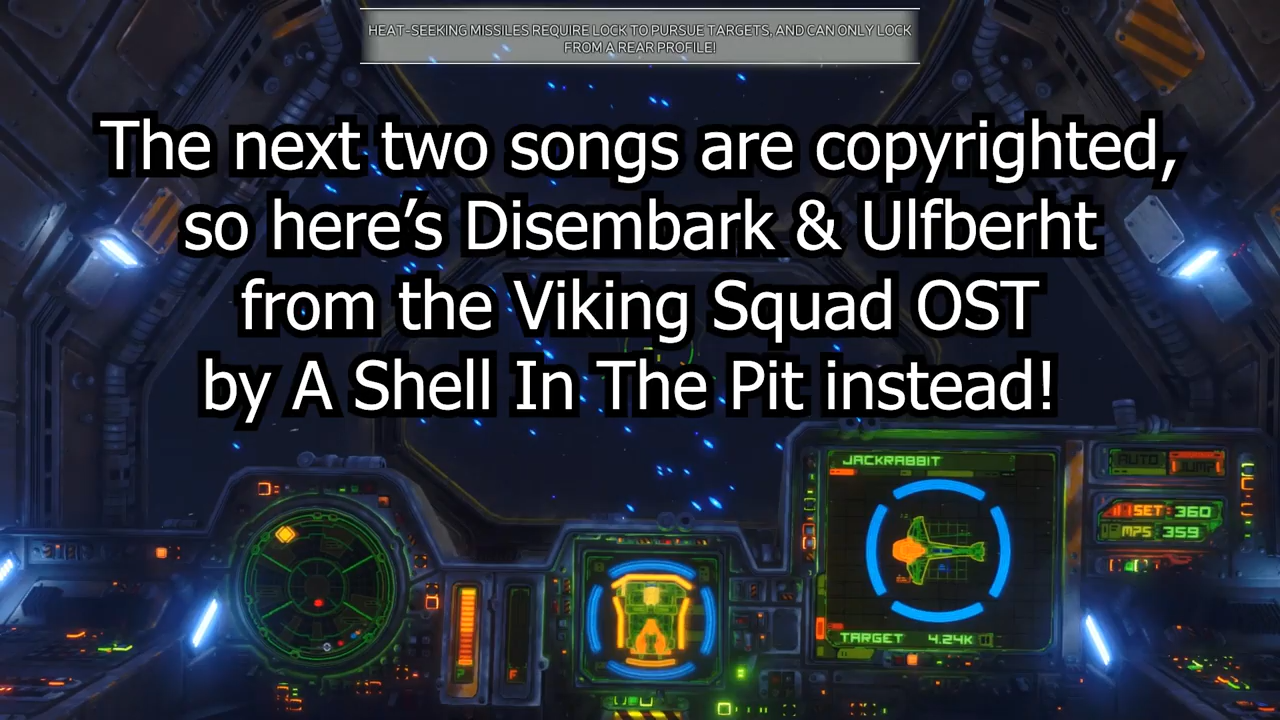 HEAT-SEEKING MISSILES REQUIRE LOCK TO PURSUE TARGETS, AND CAN ONLY LOCK
FROM A REAR PROFILE!
The next two songs are copyrighted,
so here’s Disembark & Ulfberht
from the Viking Squad OST
by A Shell In The Pit instead!
JACKRABBIT
AUTO JUMP
SET: 360
MPS 359
TARGET 4.24K
P F